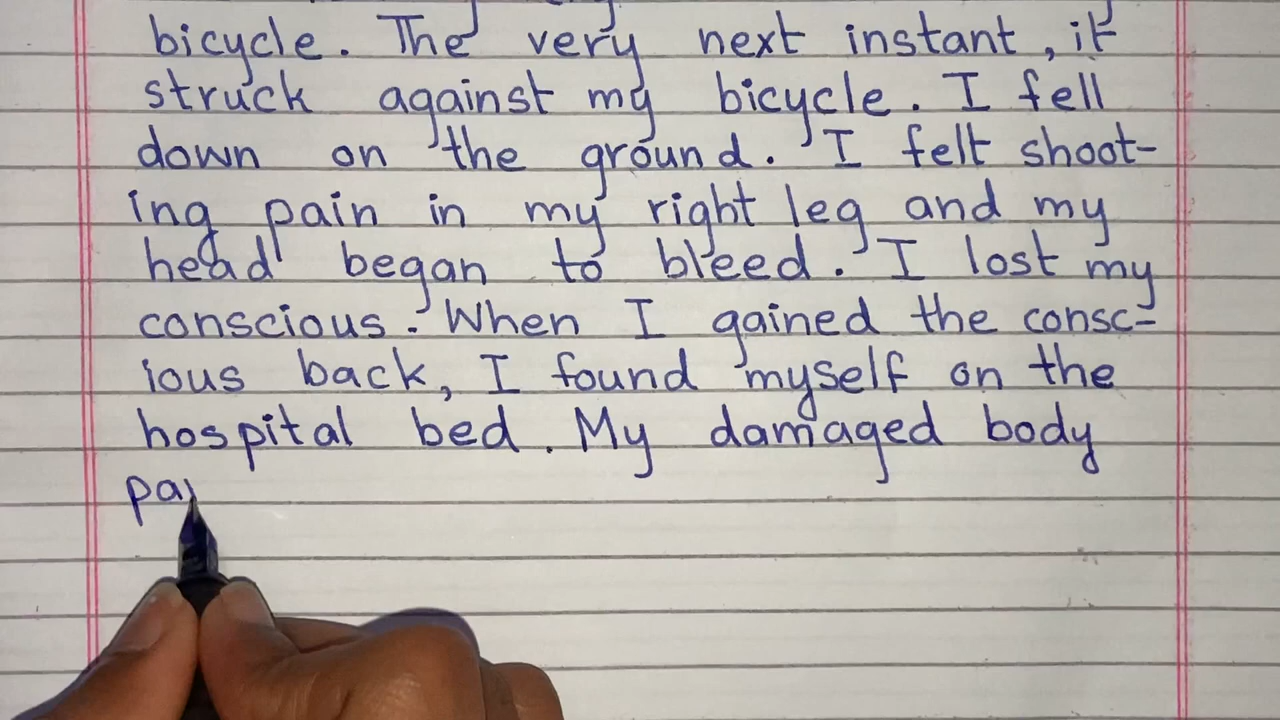 bicycle. The very next instant, it
struck against my bicycle. I fell
down on the ground. I felt shoot-
ing pain in my right leg and my
head began to bleed. I lost my
conscious. When I gained the consc-
ious back, I found myself on the
hospital bed. My damaged body
pa